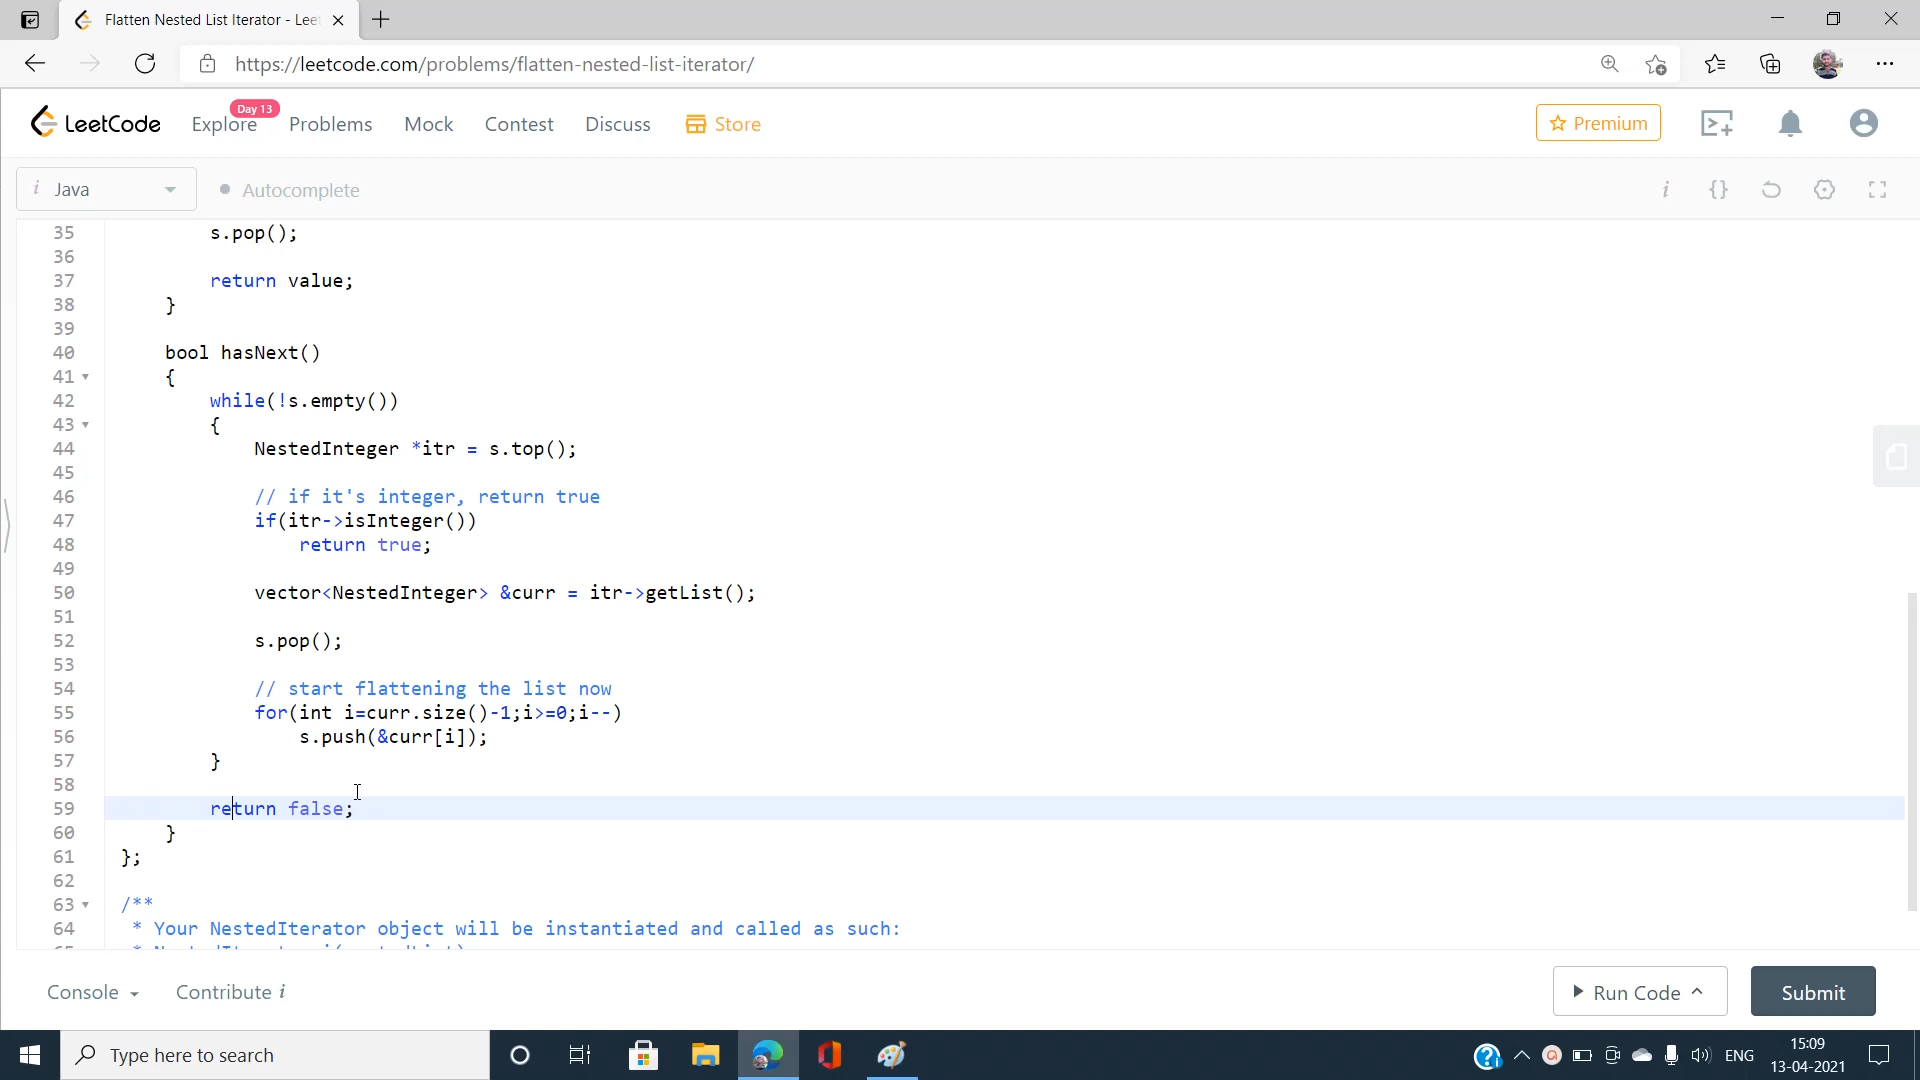 Flatten Nested List Iterator - Lee
https://leetcode.com/problems/flatten-nested-list-iterator/
LeetCode
Explore
Day 13
Problems
Mock
Contest
Discuss
Store
Premium
i Java
Autocomplete
i {}
35 s.pop();
36
37 return value;
38 }
39
40 bool hasNext()
41 {
42 while(!s.empty())
43 {
44 NestedInteger *itr = s.top();
45
46 // if it's integer, return true
47 if(itr->isInteger())
48 return true;
49
50 vector<NestedInteger> &curr = itr->getList();
51
52 s.pop();
53
54 // start flattening the list now
55 for(int i=curr.size()-1;i>=0;i--)
56 s.push(&curr[i]);
57 }
58
59 return false;
60 }
61 };
62
63 /**
64 * Your NestedIterator object will be instantiated and called as such:
Console
Contribute i
Run Code
Submit
Type here to search
ENG
15:09
13-04-2021